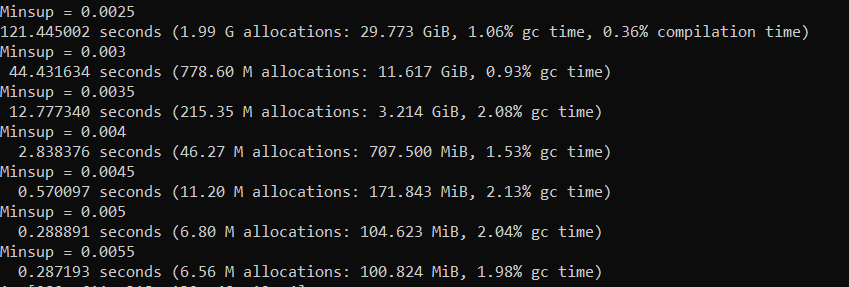 Minsup = 0.0025
121.445002 seconds (1.99 G allocations: 29.773 GiB, 1.06% gc time, 0.36% compilation time)
Minsup = 0.003
44.431634 seconds (778.60 M allocations: 11.617 GiB, 0.93% gc time)
Minsup = 0.0035
12.777340 seconds (215.35 M allocations: 3.214 GiB, 2.08% gc time)
Minsup = 0.004
2.838376 seconds (46.27 M allocations: 707.500 MiB, 1.53% gc time)
Minsup = 0.0045
0.570097 seconds (11.20 M allocations: 171.843 MiB, 2.13% gc time)
Minsup = 0.005
0.288891 seconds (6.80 M allocations: 104.623 MiB, 2.04% gc time)
Minsup = 0.0055
0.287193 seconds (6.56 M allocations: 100.824 MiB, 1.98% gc time)